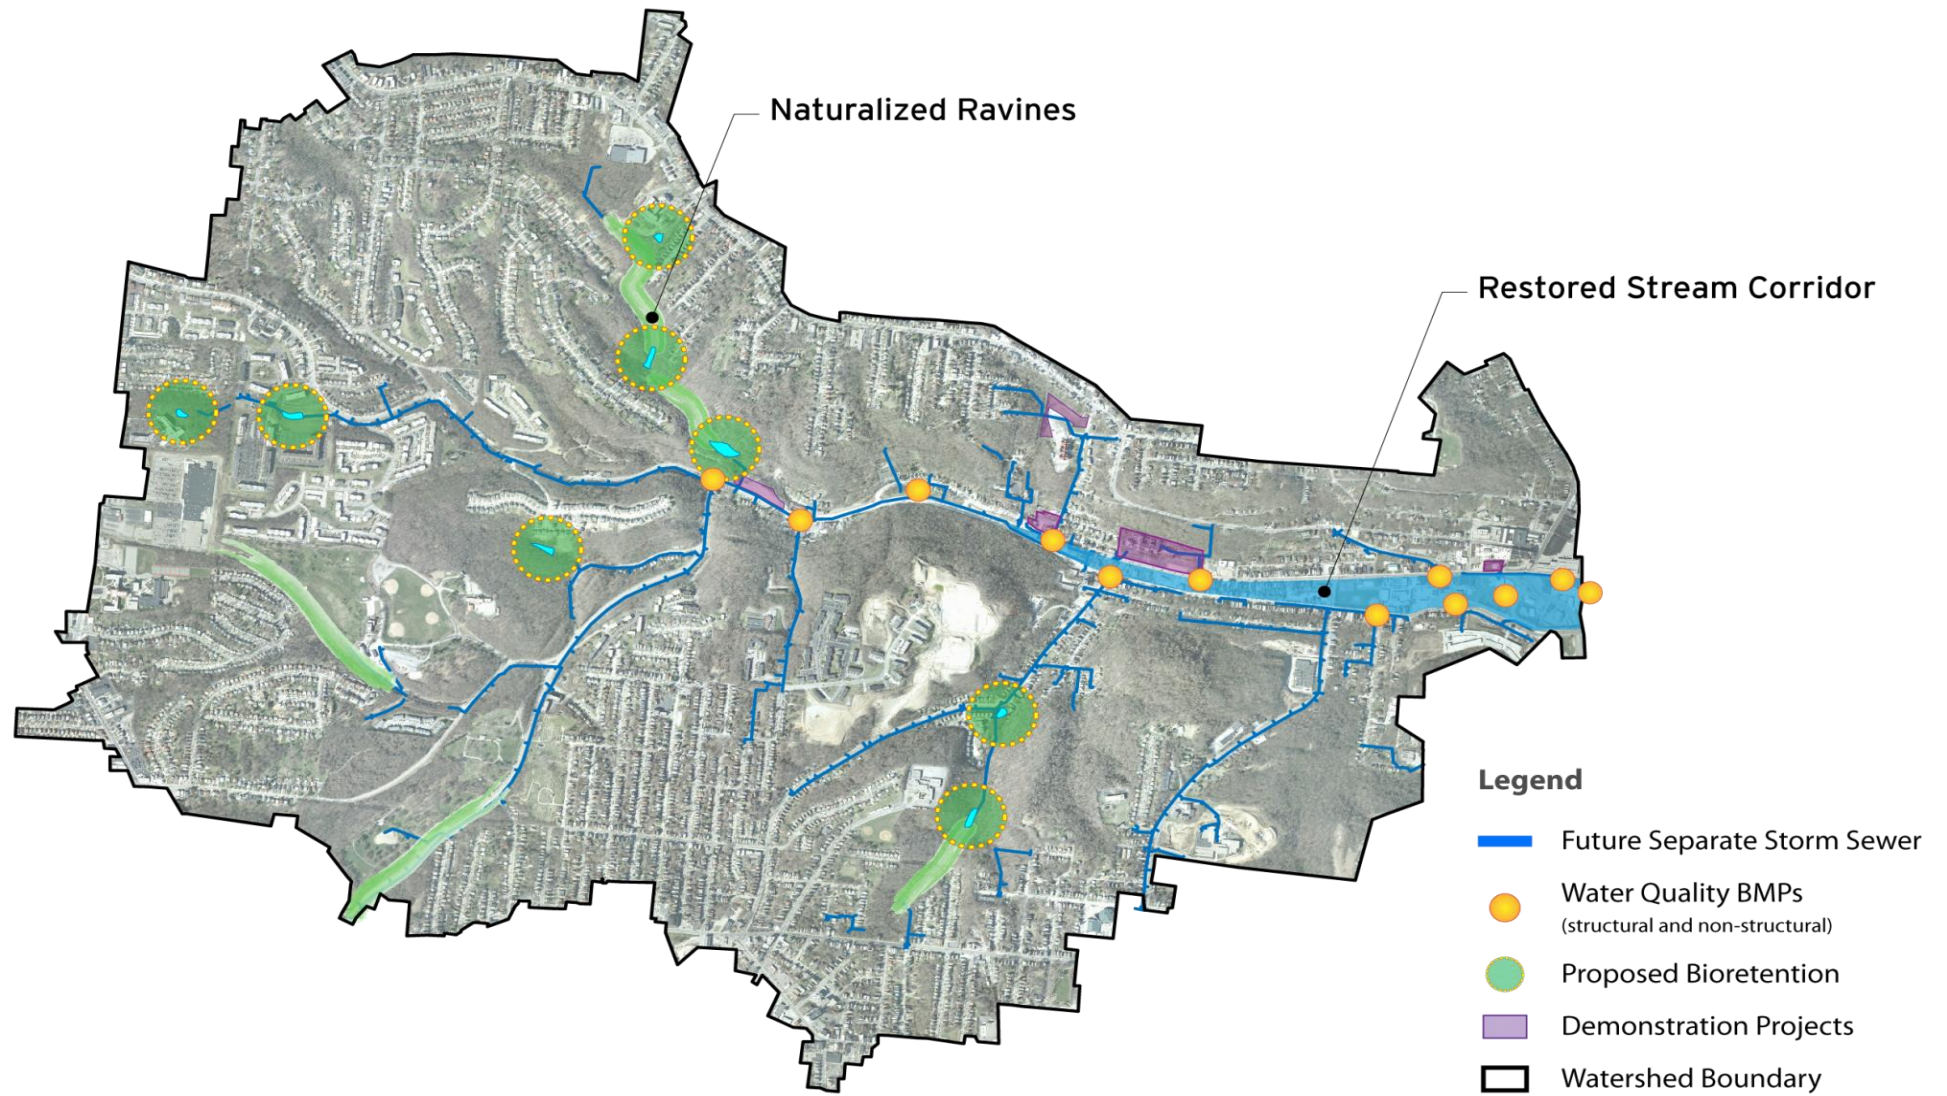 Naturalized Ravines
Restored Stream Corridor
Legend
Future Separate Storm Sewer
Water Quality BMPs
(structural and non-structural)
Proposed Bioretention
Demonstration Projects
Watershed Boundary